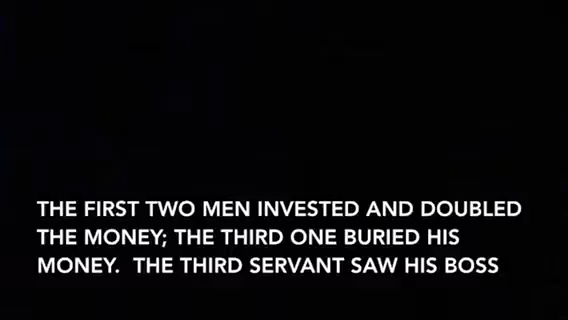 THE FIRST TWO MEN INVESTED AND DOUBLED
THE MONEY; THE THIRD ONE BURIED HIS
MONEY.  THE THIRD SERVANT SAW HIS BOSS